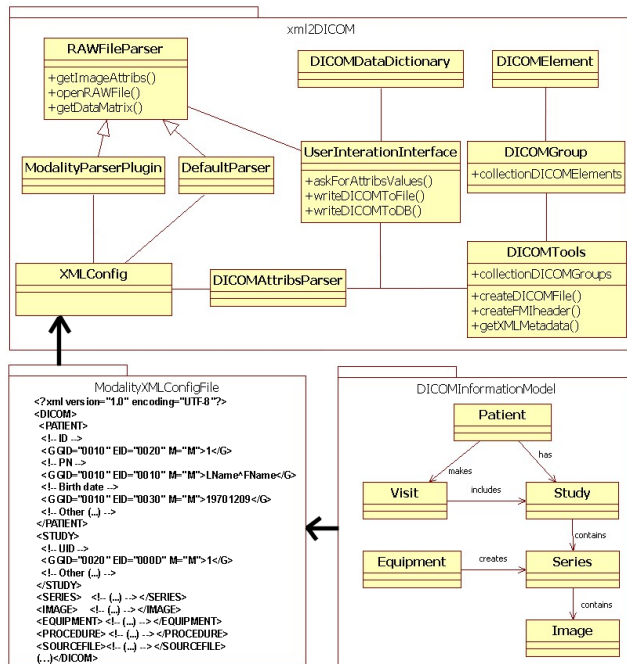 xml2DICOM
RAWFileParser
+getImageAttribs()
+openRAWFile()
+getDataMatrix()
DICOMDataDictionary
DICOMElement
ModalityParserPlugin
DefaultParser
UserInterationInterface
+askForAttribsValues()
+writeDICOMToFile()
+writeDICOMToDB()
DICOMGroup
+collectionDICOMElements
XMLConfig
DICOMAttribsParser
DICOMTools
+collectionDICOMGroups
+createDICOMFile()
+createFMIheader()
+getXMLMetadata()
ModalityXMLConfigFile
<?xml version="1.0" encoding="UTF-8"?>
<DICOM>
<PATIENT>
<!-- ID -->
<G GID="0010" EID="0020" M="M">1</G>
<!-- PN -->
<G GID="0010" EID="0010" M="M">LName^FName</G>
<!-- Birth date -->
<G GID="0010" EID="0030" M="M">19701209</G>
<!-- Other (...) -->
</PATIENT>
<STUDY>
<!-- UID -->
<G GID="0020" EID="000D" M="M">1</G>
<!-- Other (...) -->
</STUDY>
<SERIES> <!-- (...) --> </SERIES>
<IMAGE> <!-- (...) --> </IMAGE>
<EQUIPMENT> <!-- (...) --> </EQUIPMENT>
<PROCEDURE> <!-- (...) --> </PROCEDURE>
<SOURCEFILE><!-- (...) --> </SOURCEFILE>
(...)</DICOM>
DICOMInformationModel
Patient
makes
has
Visit
includes
Study
contains
Equipment
creates
Series
contains
Image